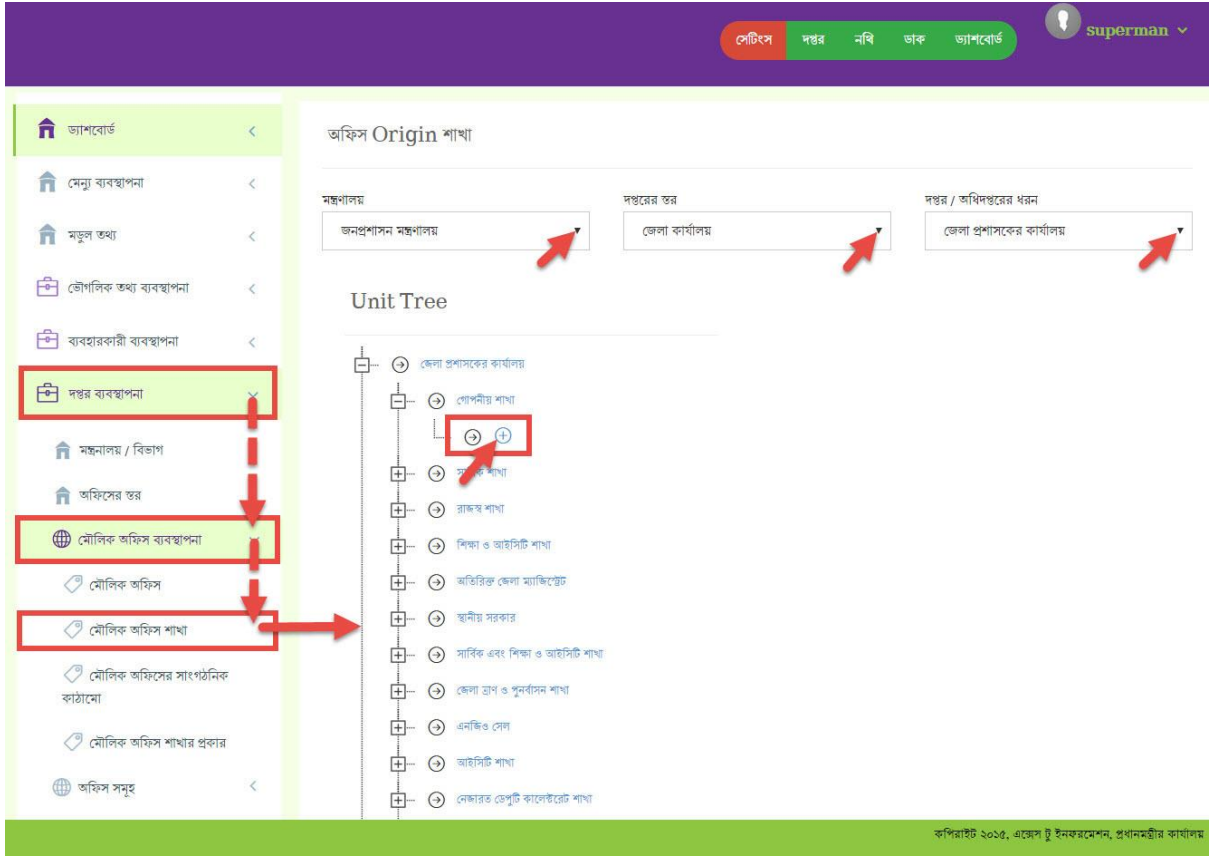 সেটিংস দপ্তর নথি ডাক ড্যাশবোর্ড superman
ড্যাশবোর্ড
মেন্যু ব্যবস্থাপনা
মডুল তথ্য
ভৌগলিক তথ্য ব্যবস্থাপনা
ব্যবহারকারী ব্যবস্থাপনা
দপ্তর ব্যবস্থাপনা
মন্ত্রনালয় / বিভাগ
অফিসের স্তর
মৌলিক অফিস ব্যবস্থাপনা
মৌলিক অফিস
মৌলিক অফিস শাখা
মৌলিক অফিসের সাংগঠনিক
কাঠামো
মৌলিক অফিস শাখার প্রকার
অফিস সমূহ
অফিস Origin শাখা
মন্ত্রণালয় দপ্তরের স্তর দপ্তর / অধিদপ্তরের ধরন
জনপ্রশাসন মন্ত্রণালয় জেলা কার্যালয় জেলা প্রশাসকের কার্যালয়
Unit Tree
জেলা প্রশাসকের কার্যালয়
গোপনীয় শাখা
শাখা
রাজস্ব শাখা
শিক্ষা ও আইসিটি শাখা
অতিরিক্ত জেলা ম্যাজিস্ট্রেট
স্থানীয় সরকার
সার্বিক এবং শিক্ষা ও আইসিটি শাখা
জেলা ত্রাণ ও পুনর্বাসন শাখা
এনজিও সেল
আইসিটি শাখা
নেজারত ডেপুটি কালেক্টরেট শাখা
কপিরাইট ২০১৫, এক্সেস টু ইনফরমেশন, প্রধানমন্ত্রীর কার্যালয়